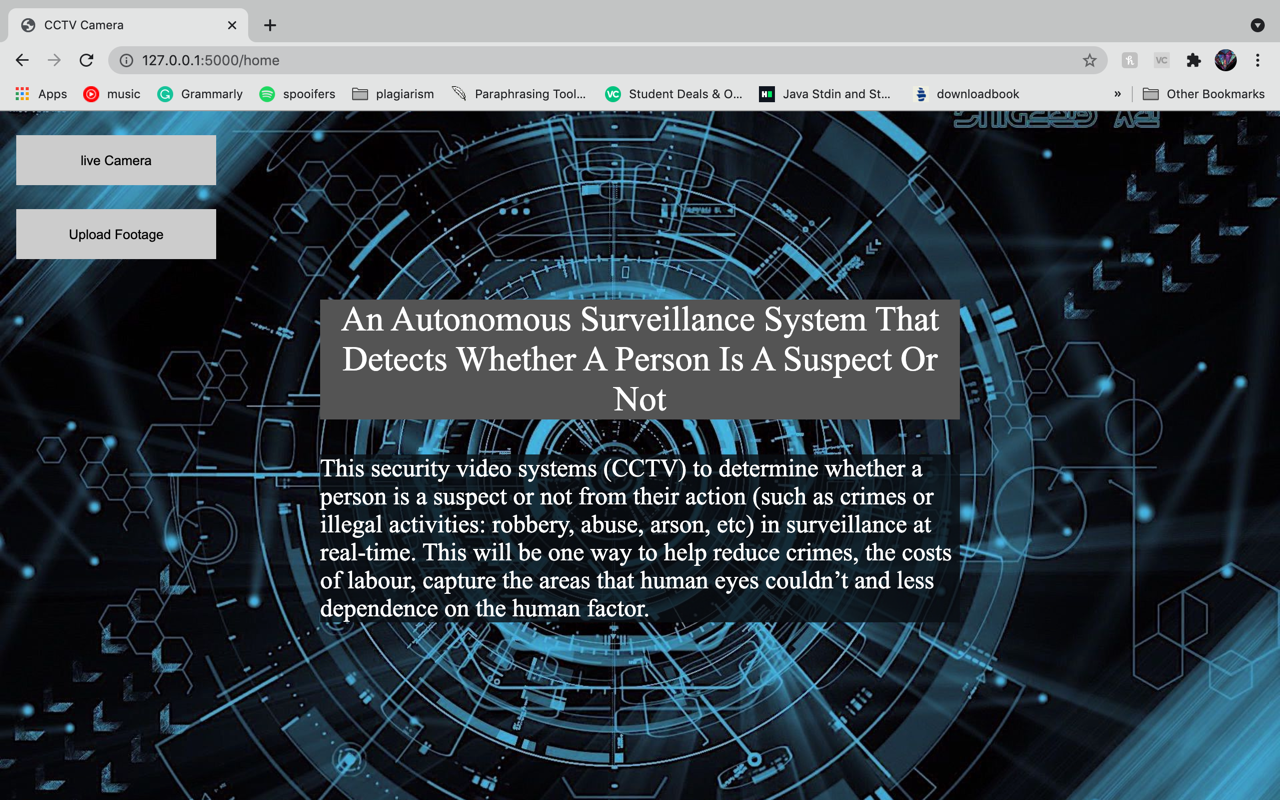 CCTV Camera
127.0.0.1:5000/home
Apps music Grammarly spooifers plagiarism Paraphrasing Tool... Student Deals & O... Java Stdin and St... downloadbook » Other Bookmarks
live Camera
Upload Footage
An Autonomous Surveillance System That
Detects Whether A Person Is A Suspect Or
Not
This security video systems (CCTV) to determine whether a
person is a suspect or not from their action (such as crimes or
illegal activities: robbery, abuse, arson, etc) in surveillance at
real-time. This will be one way to help reduce crimes, the costs
of labour, capture the areas that human eyes couldn’t and less
dependence on the human factor.